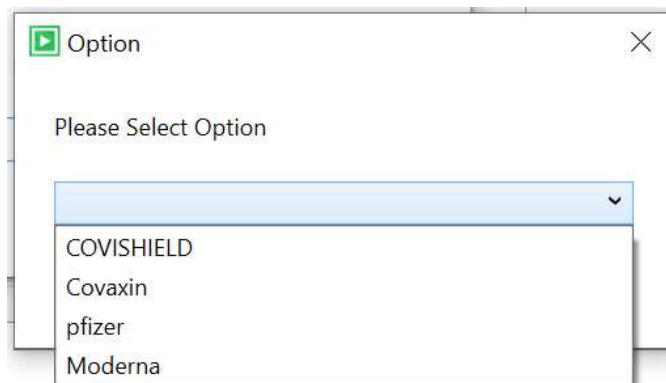 Option
Please Select Option
COVISHIELD
Covaxin
pfizer
Moderna